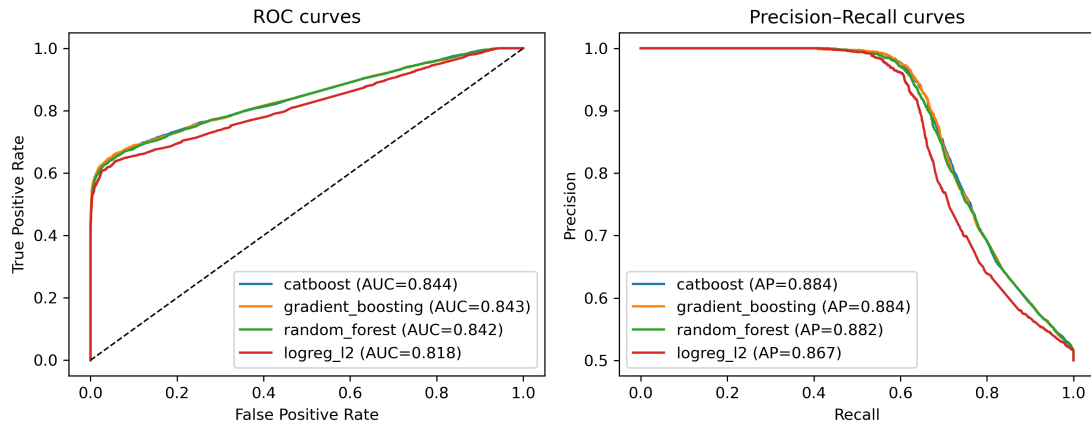 ROC curves
1.0
0.8
0.6
0.4
0.2
0.0
True Positive Rate
0.0 0.2 0.4 0.6 0.8 1.0
False Positive Rate
catboost (AUC=0.844)
gradient_boosting (AUC=0.843)
random_forest (AUC=0.842)
logreg_l2 (AUC=0.818)
Precision–Recall curves
1.0
0.9
0.8
0.7
0.6
0.5
Precision
0.0 0.2 0.4 0.6 0.8 1.0
Recall
catboost (AP=0.884)
gradient_boosting (AP=0.884)
random_forest (AP=0.882)
logreg_l2 (AP=0.867)